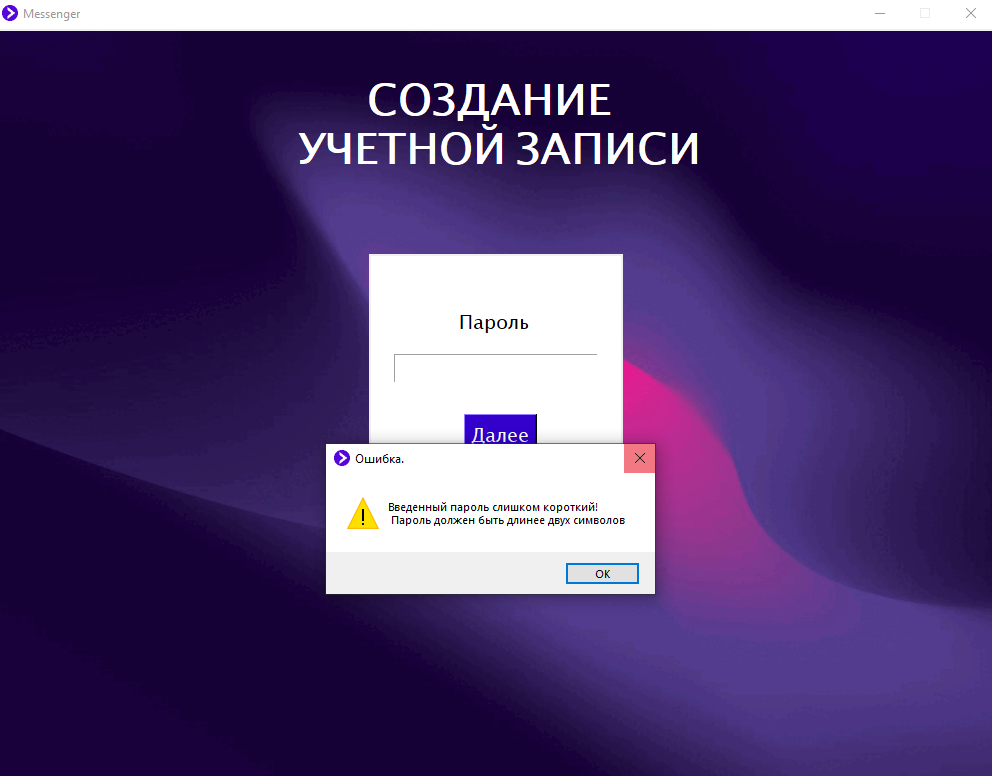 Messenger
СОЗДАНИЕ
УЧЕТНОЙ ЗАПИСИ
Пароль
Далее
Ошибка.
Введенный пароль слишком короткий!
Пароль должен быть длинее двух символов
OK